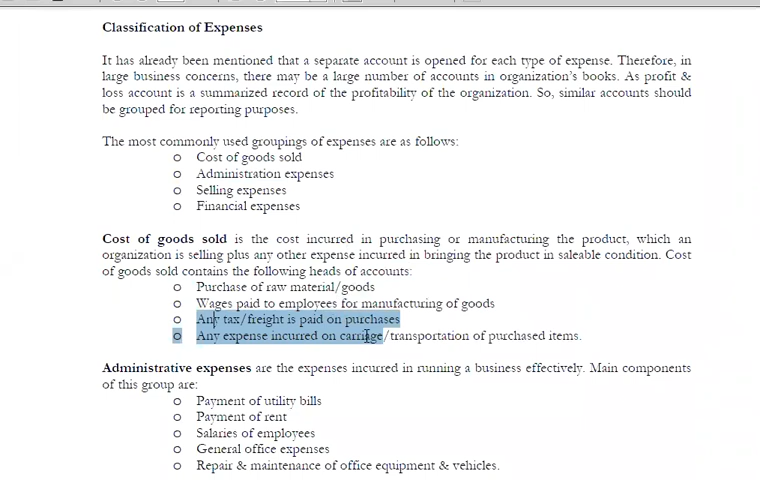 Classification of Expenses
It has already been mentioned that a separate account is opened for each type of expense. Therefore, in
large business concerns, there may be a large number of accounts in organization's books. As profit &
loss account is a summarized record of the profitability of the organization. So, similar accounts should
be grouped for reporting purposes.
The most commonly used groupings of expenses are as follows:
o Cost of goods sold
o Administration expenses
o Selling expenses
o Financial expenses
Cost of goods sold is the cost incurred in purchasing or manufacturing the product, which an
organization is selling plus any other expense incurred in bringing the product in saleable condition. Cost
of goods sold contains the following heads of accounts:
o Purchase of raw material/goods
o Wages paid to employees for manufacturing of goods
o Any tax/freight is paid on purchases
o Any expense incurred on carriage/transportation of purchased items.
Administrative expenses are the expenses incurred in running a business effectively. Main components
of this group are:
o Payment of utility bills
o Payment of rent
o Salaries of employees
o General office expenses
o Repair & maintenance of office equipment & vehicles.